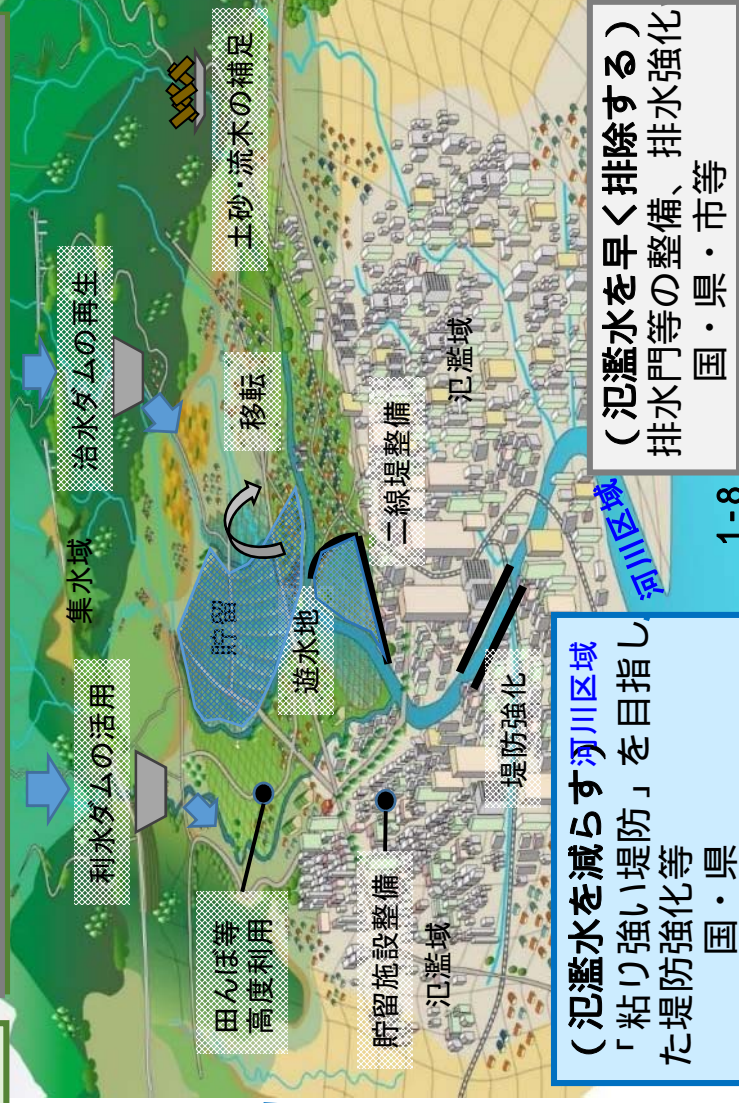 利水ダムの活用
集水域
治水ダムの再生
土砂・流木の補足
田んぼ等
高度利用
貯留
移転
遊水地
二線堤整備
貯留施設整備
氾濫域
氾濫域
堤防強化
河川区域
河川区域
(氾濫水を減らす)
「粘り強い堤防」を目指し
た堤防強化等
国・県
(氾濫水を早く排除する)
排水門等の整備、排水強化
国・県・市等
1-8